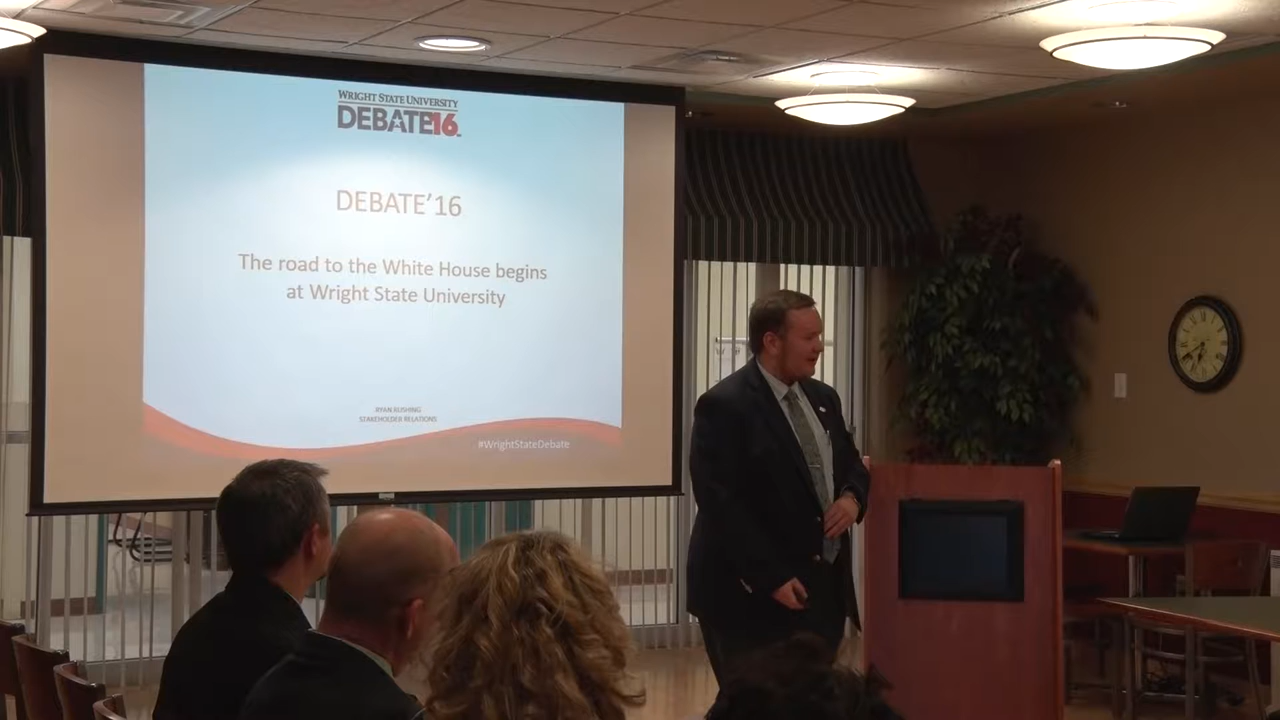 WRIGHT STATE UNIVERSITY
DEBATE16
DEBATE'16
The road to the White House begins
at Wright State University
RYAN RUSHING
STAKEHOLDER RELATIONS
#WrightStateDebate